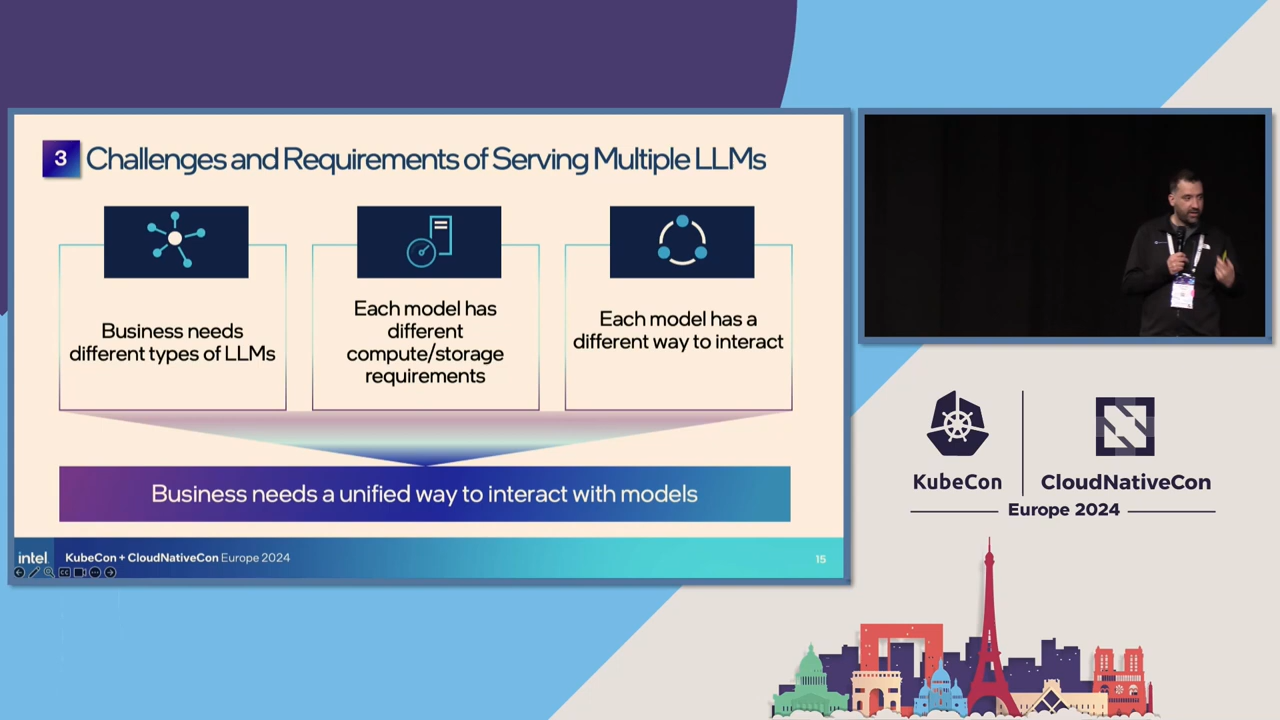 3
Challenges and Requirements of Serving Multiple LLMs
Business needs
different types of LLMs
Each model has
different
compute/storage
requirements
Each model has a
different way to interact
Business needs a unified way to interact with models
intel
KubeCon + CloudNativeCon Europe 2024
15
KubeCon
CloudNativeCon
Europe 2024